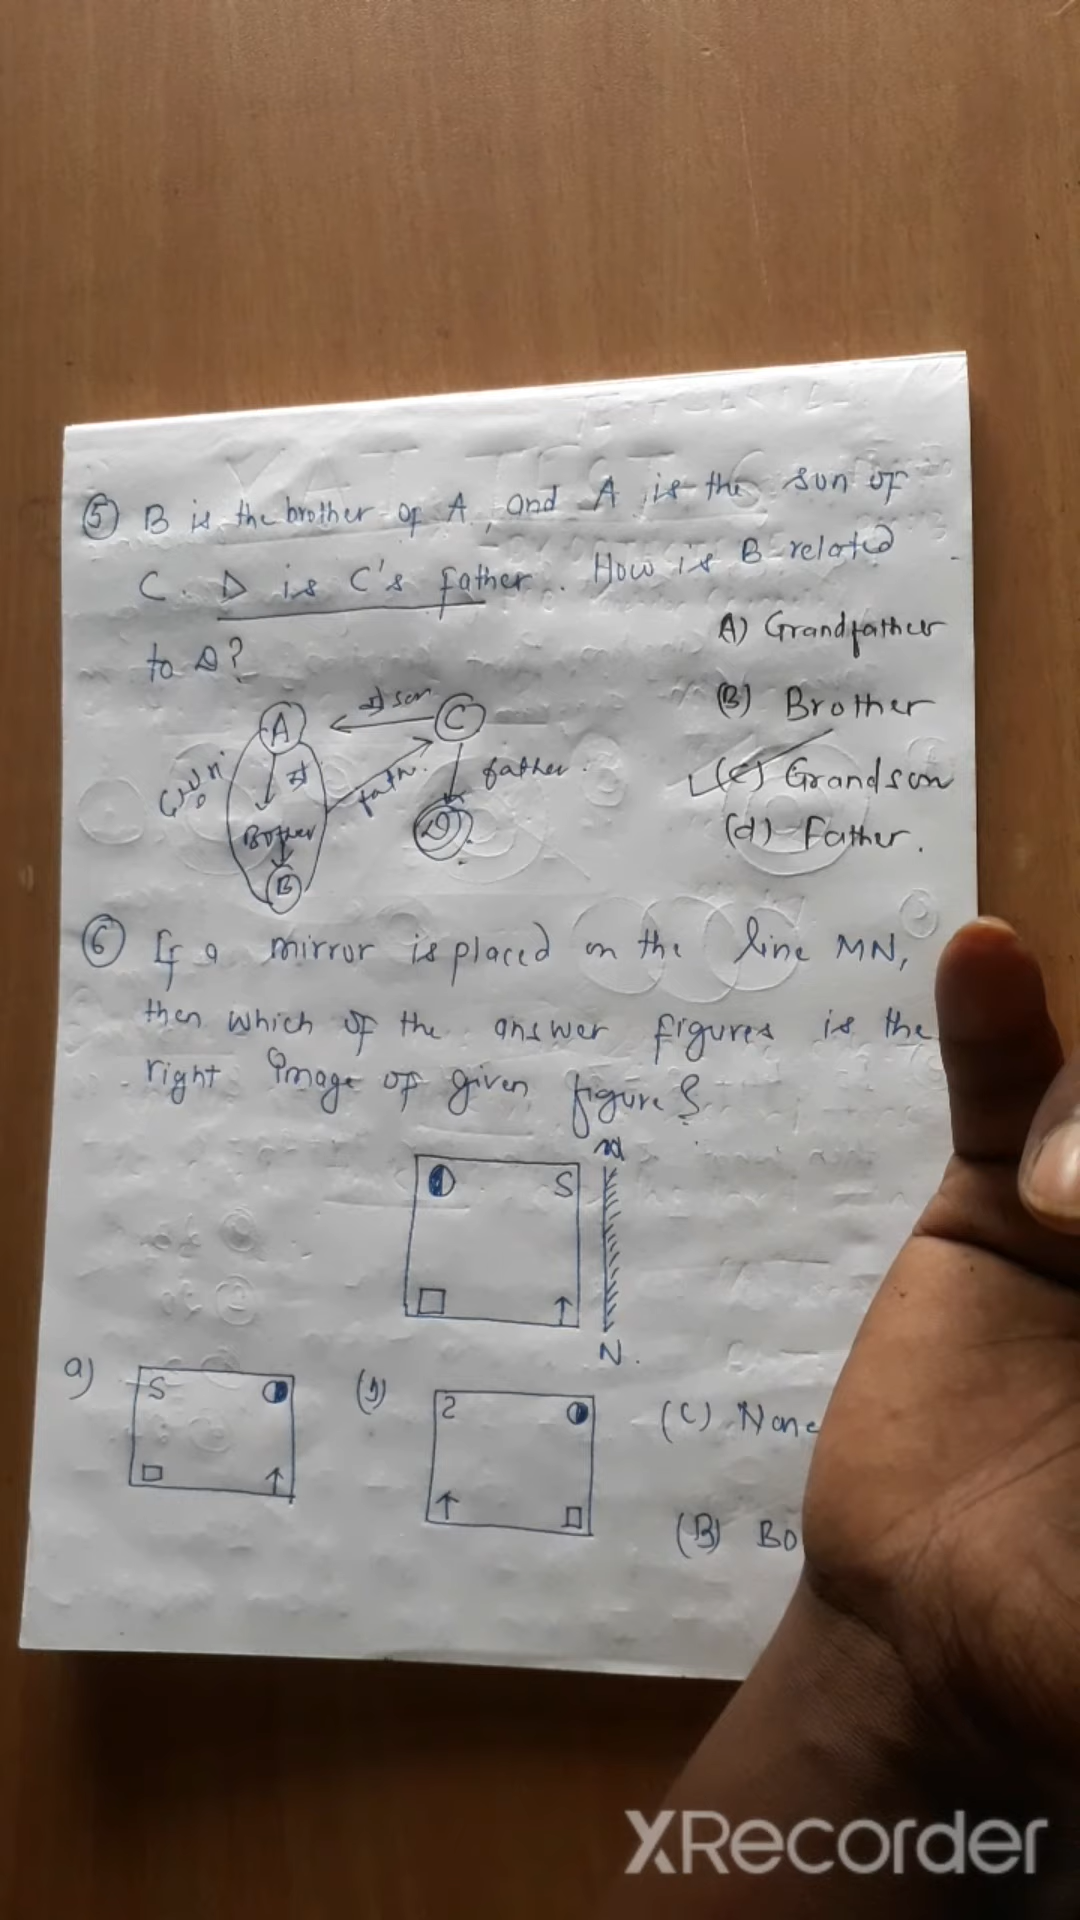 ⑤ B is the brother of A, and A is the son of
C. D is C's father. How is B related
to D?
A) Grandfather
(B) Brother
(C) Grandson
(d) Father.
A
son
C
father
Brother
B
D
⑥ If a mirror is placed on the line MN,
then which of the answer figures is the
right image of given figure?
S
M
N
a)
S
2
(C) None
(B) Bo
XRecorder